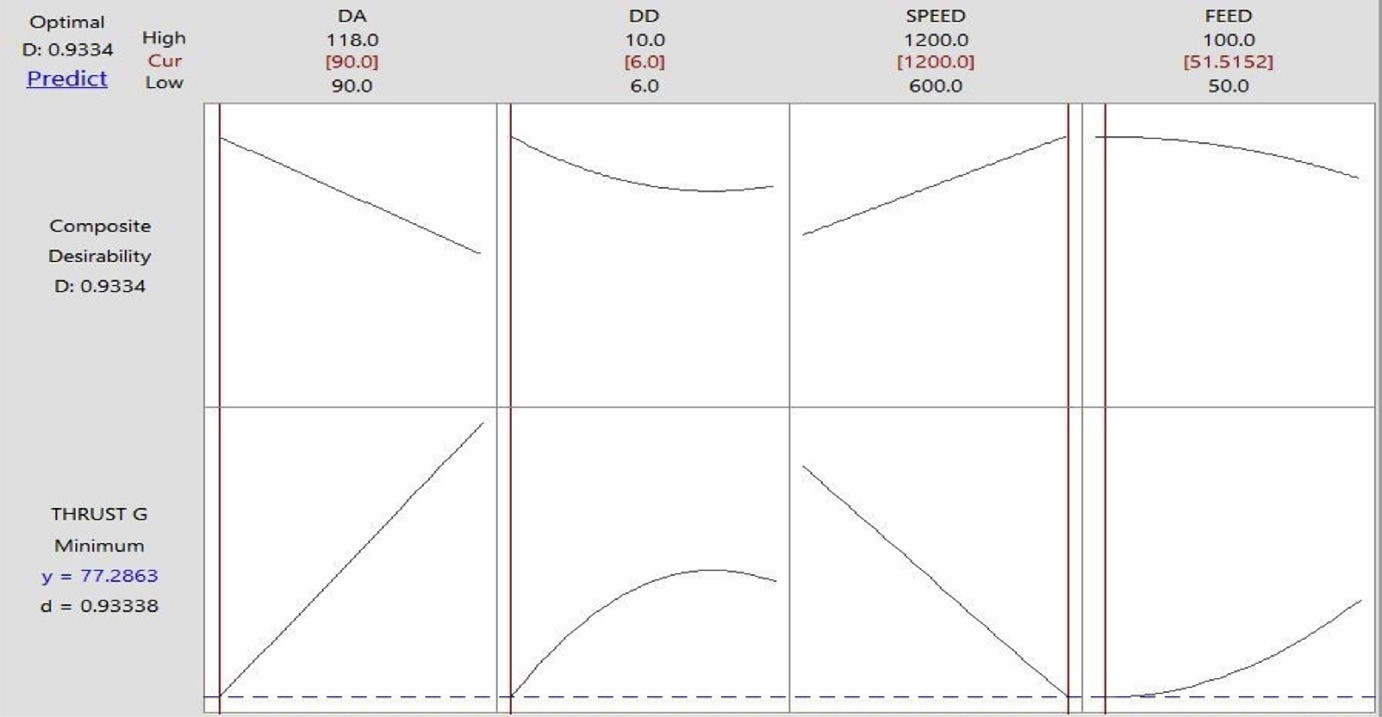 Optimal
D: 0.9334
Predict
High
Cur
Low
DA
118.0
[90.0]
90.0
DD
10.0
[6.0]
6.0
SPEED
1200.0
[1200.0]
600.0
FEED
100.0
[51.5152]
50.0
Composite
Desirability
D: 0.9334
THRUST G
Minimum
y = 77.2863
d = 0.93338